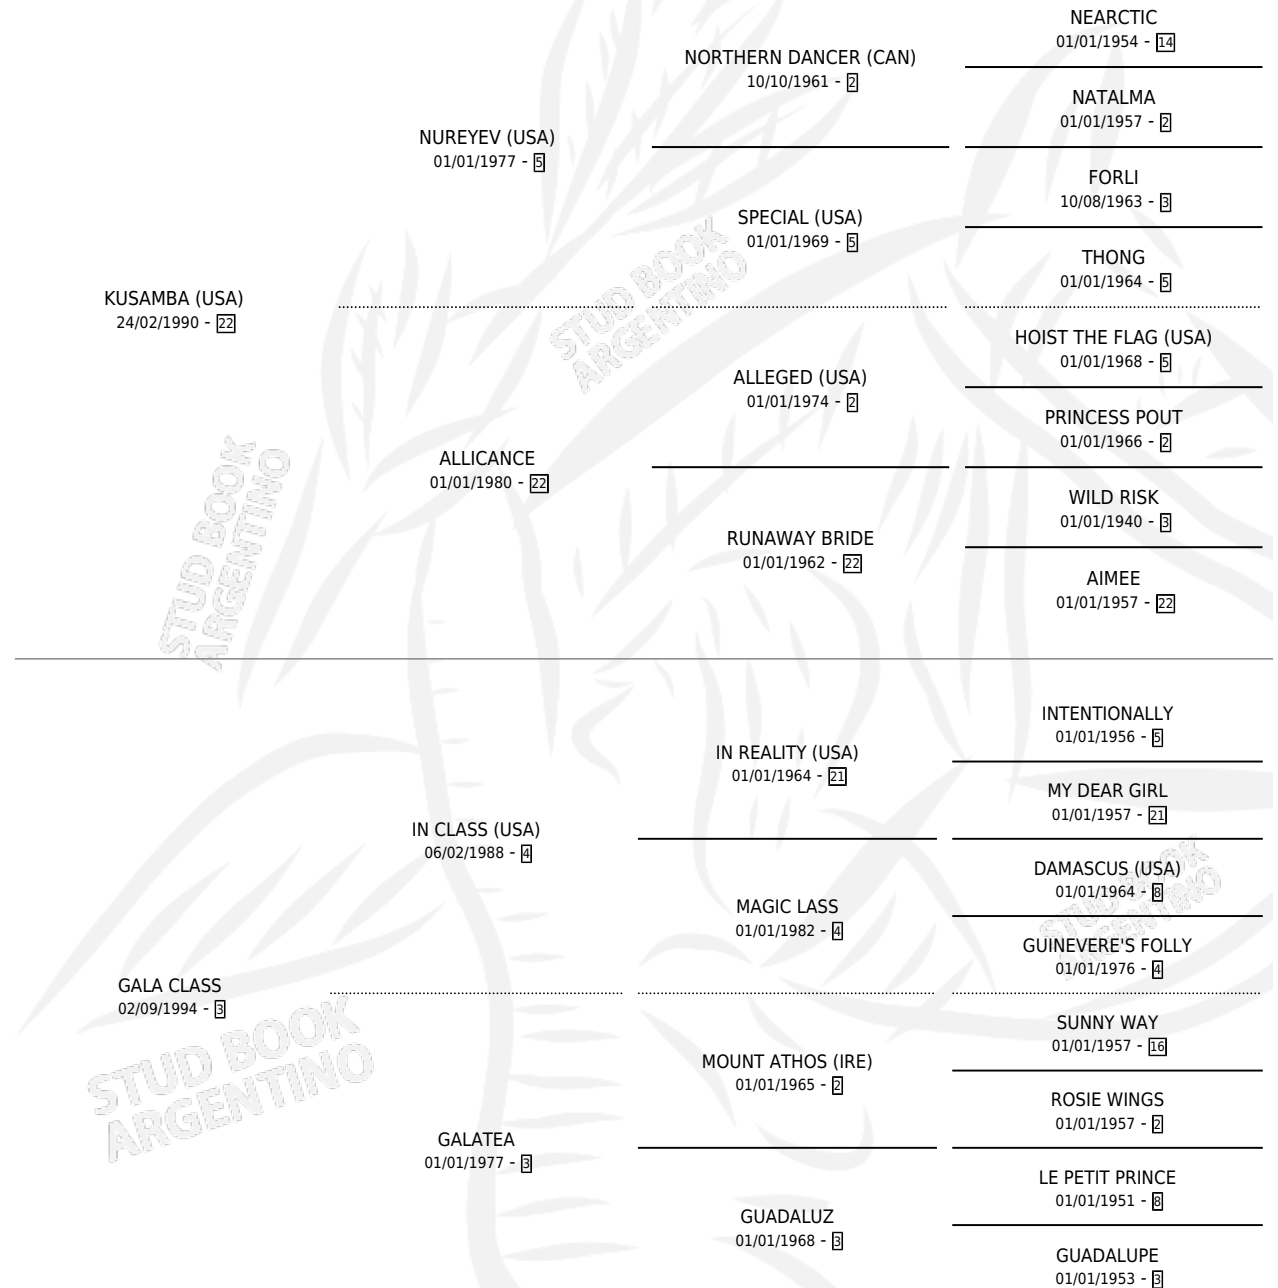 NEARCTIC
01/01/1954 - 14
NORTHERN DANCER (CAN)
10/10/1961 - 2
NATALMA
01/01/1957 - 2
NUREYEV (USA)
01/01/1977 - 5
FORLI
10/08/1963 - 3
SPECIAL (USA)
01/01/1969 - 5
THONG
01/01/1964 - 5
KUSAMBA (USA)
24/02/1990 - 22
HOIST THE FLAG (USA)
01/01/1968 - 5
ALLEGED (USA)
01/01/1974 - 2
PRINCESS POUT
01/01/1966 - 2
ALLICANCE
01/01/1980 - 22
WILD RISK
01/01/1940 - 3
RUNAWAY BRIDE
01/01/1962 - 22
AIMEE
01/01/1957 - 22
INTENTIONALLY
01/01/1956 - 5
IN REALITY (USA)
01/01/1964 - 21
MY DEAR GIRL
01/01/1957 - 21
IN CLASS (USA)
06/02/1988 - 4
DAMASCUS (USA)
01/01/1964 - 8
MAGIC LASS
01/01/1982 - 4
GUINEVERE'S FOLLY
01/01/1976 - 4
GALA CLASS
02/09/1994 - 3
SUNNY WAY
01/01/1957 - 16
MOUNT ATHOS (IRE)
01/01/1965 - 2
ROSIE WINGS
01/01/1957 - 2
GALATEA
01/01/1977 - 3
LE PETIT PRINCE
01/01/1951 - 8
GUADALUZ
01/01/1968 - 3
GUADALUPE
01/01/1953 - 3
STUD BOOK
ARGENTINO
STUD BOOK
ARGENTINO
STUD BOOK
ARGENTINO
STUD BOOK
ARGENTINO